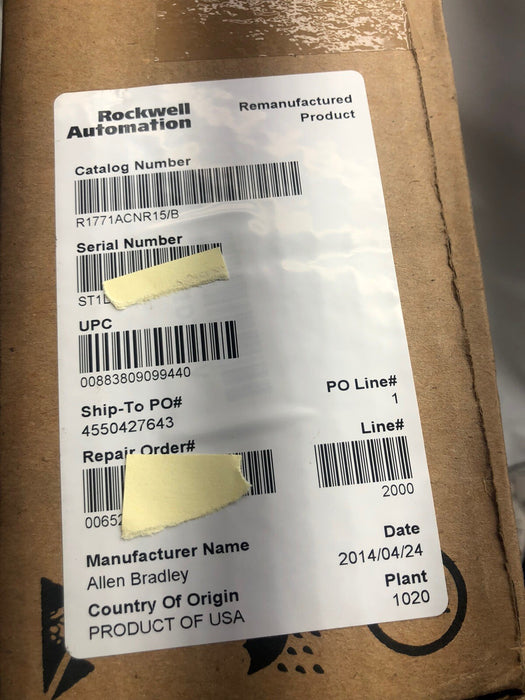 Rockwell
Automation
Remanufactured
Product
Catalog Number
R1771ACNR15/B
Serial Number
UPC
00883809099440
Ship-To PO#
4550427643
PO Line#
1
Repair Order#
Line#
2000
Manufacturer Name
Allen Bradley
Date
2014/04/24
Country Of Origin
PRODUCT OF USA
Plant
1020